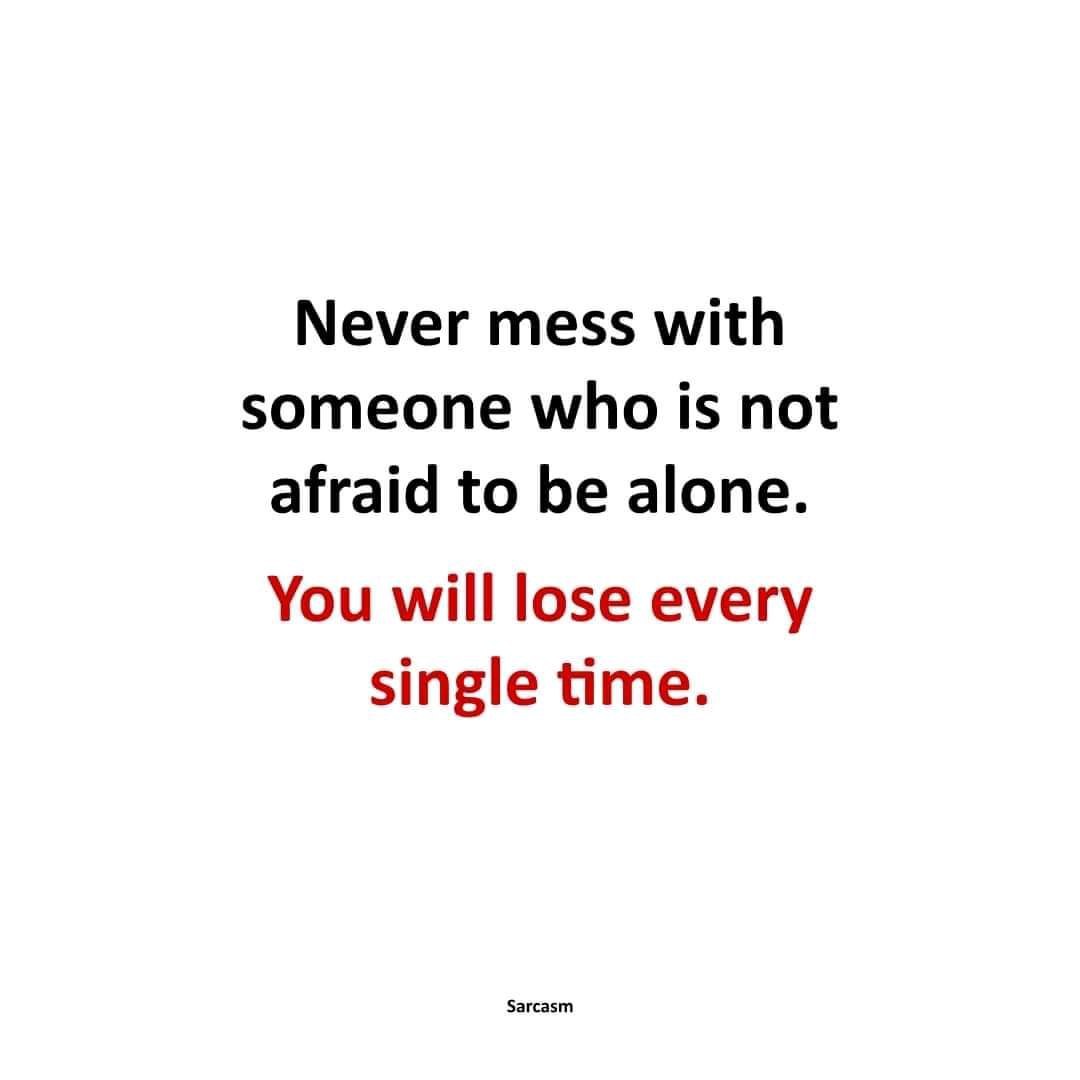 Never mess with
someone who is not
afraid to be alone.
You will lose every
single time.
Sarcasm